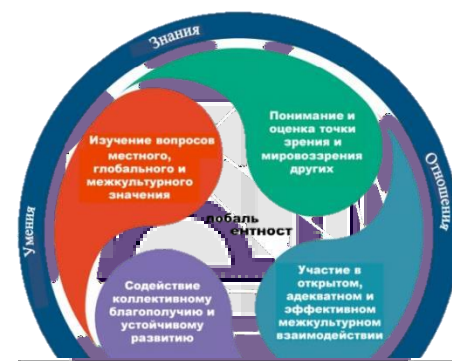 Знания
Умения
Отношения
Изучение вопросов
местного,
глобального и
межкультурного
значения
Понимание и
оценка точки
зрения и
мировоззрения
других
лобаль
ентност
Содействие
коллективному
благополучию и
устойчивому
развитию
Участие в
открытом,
адекватном и
эффективном
межкультурном
взаимодействии